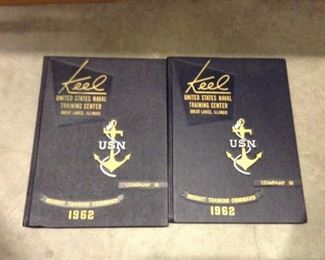 Keel
UNITED STATES NAVAL
TRAINING CENTER
GREAT LAKES, ILLINOIS
USN
COMPANY
RECRUIT TRAINING COMMAND
1962
Keel
UNITED STATES NAVAL
TRAINING CENTER
GREAT LAKES, ILLINOIS
USN
COMPANY
RECRUIT TRAINING COMMAND
1962